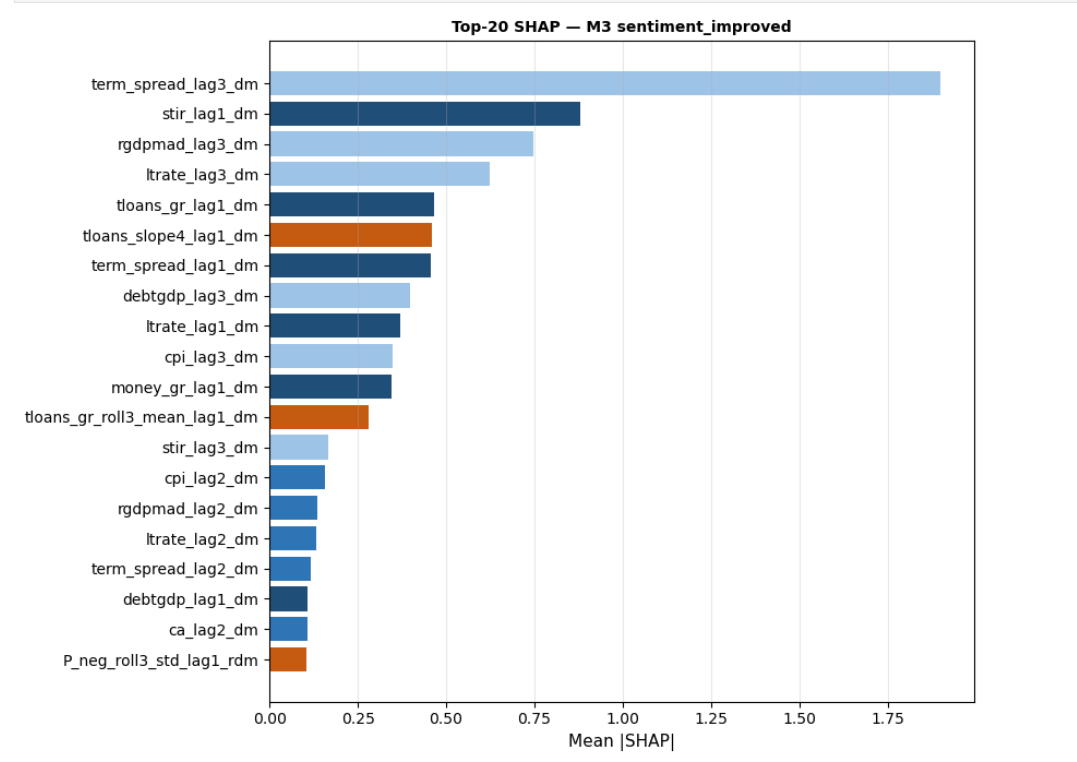 Top-20 SHAP — M3 sentiment_improved
term_spread_lag3_dm
stir_lag1_dm
rgdpmad_lag3_dm
ltrate_lag3_dm
tloans_gr_lag1_dm
tloans_slope4_lag1_dm
term_spread_lag1_dm
debtgdp_lag3_dm
ltrate_lag1_dm
cpi_lag3_dm
money_gr_lag1_dm
tloans_gr_roll3_mean_lag1_dm
stir_lag3_dm
cpi_lag2_dm
rgdpmad_lag2_dm
ltrate_lag2_dm
term_spread_lag2_dm
debtgdp_lag1_dm
ca_lag2_dm
P_neg_roll3_std_lag1_rdm
0.00 0.25 0.50 0.75 1.00 1.25 1.50 1.75
Mean |SHAP|